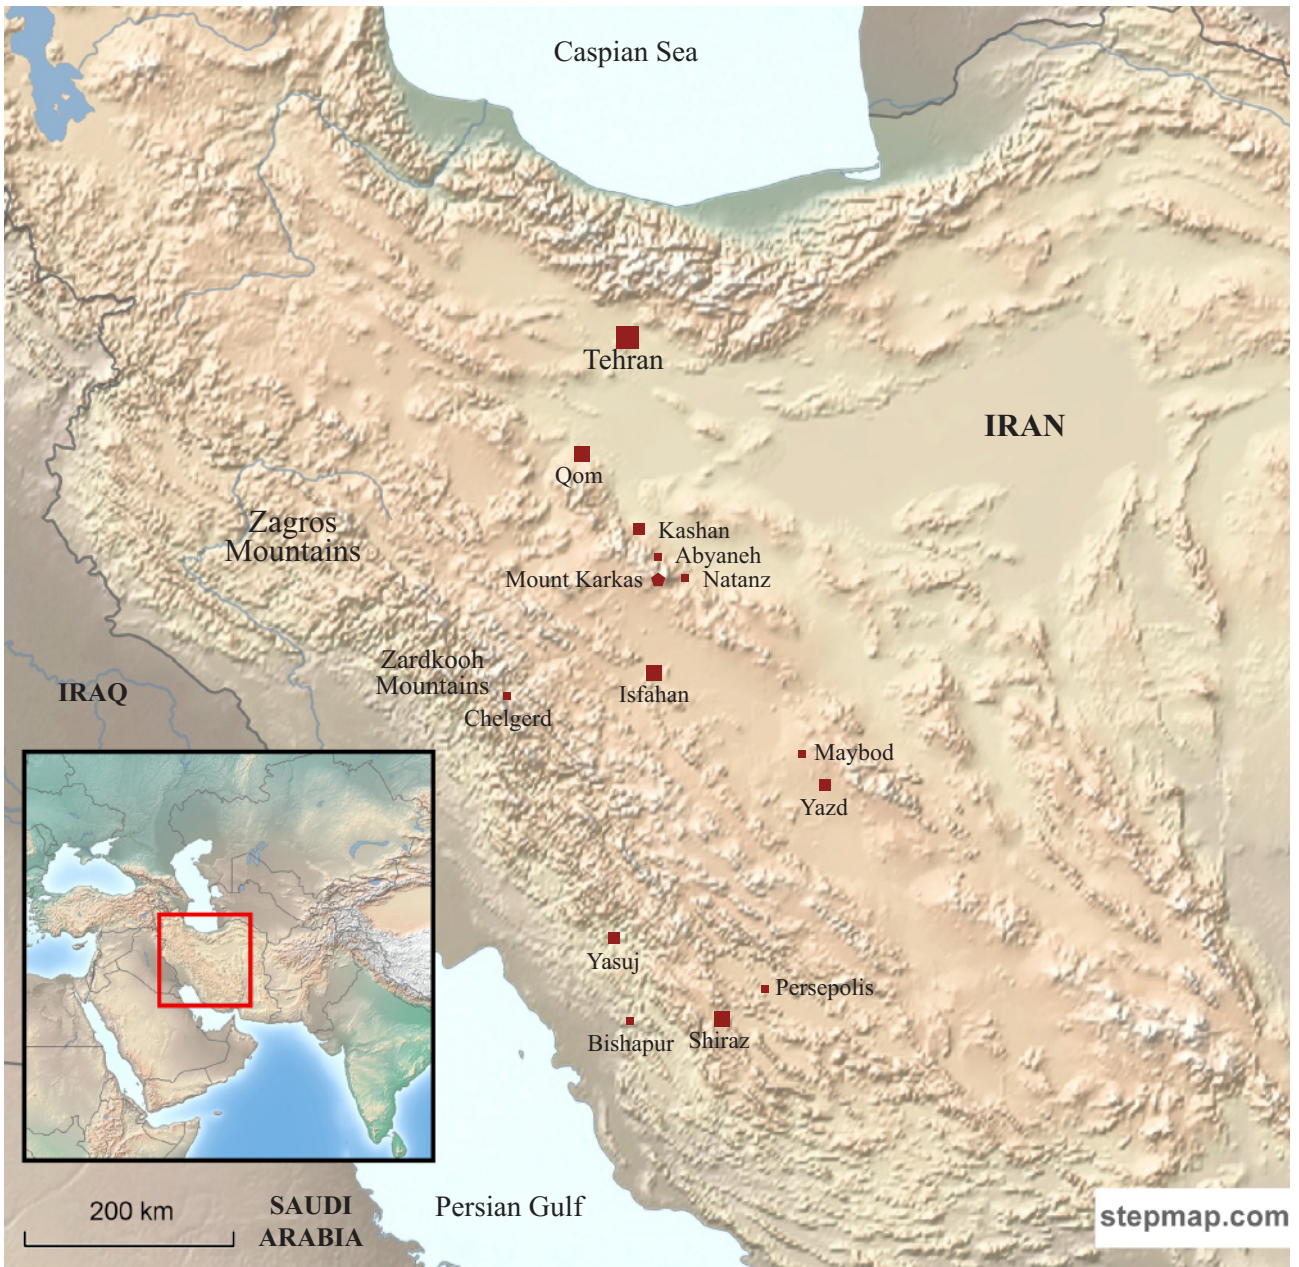 Caspian Sea
Tehran
IRAN
Qom
Zagros
Mountains
Kashan
Abyaneh
Mount Karkas
Natanz
Zardkooh
Mountains
IRAQ
Isfahan
Chelgerd
Maybod
Yazd
Yasuj
Persepolis
Bishapur
Shiraz
200 km
SAUDI
ARABIA
Persian Gulf
stepmap.com